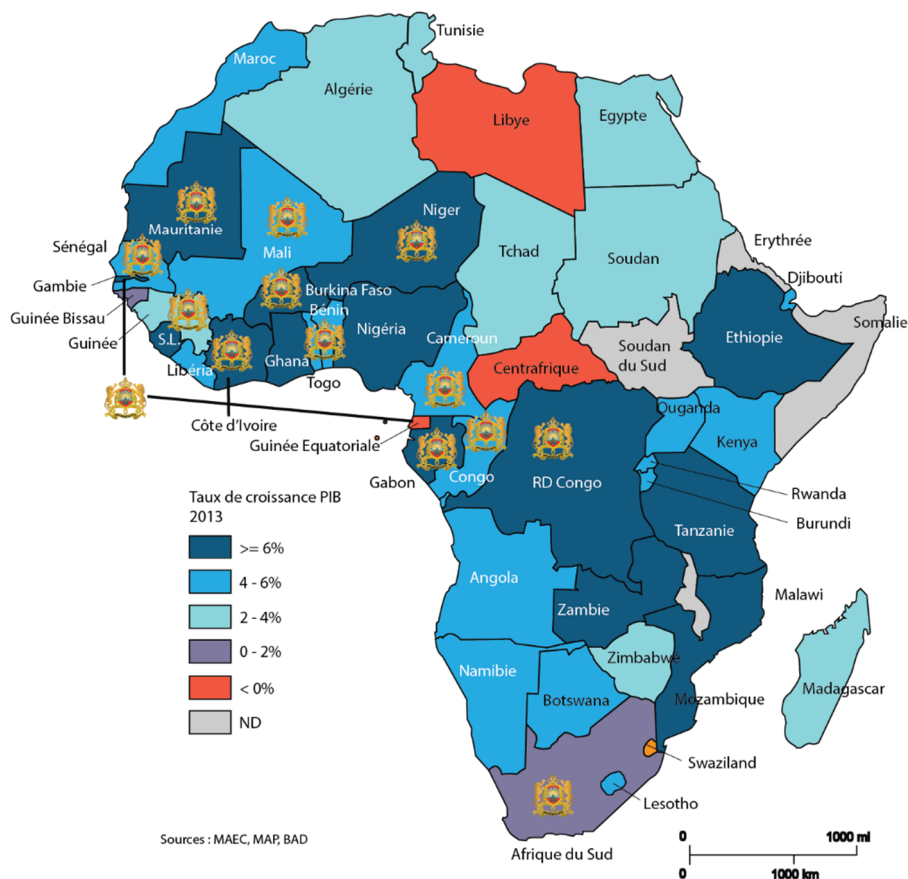 Tunisie
Maroc
Algérie
Libye
Egypte
Mauritanie
Mali
Niger
Tchad
Soudan
Erythrée
Sénégal
Djibouti
Gambie
Burkina Faso
Somalie
Guinée Bissau
Bénin
Nigéria
Ethiopie
Guinée
S.L.
Ghana
Cameroun
Soudan
du Sud
Libéria
Centrafrique
Togo
Ouganda
Côte d'Ivoire
Kenya
Guinée Equatoriale
Gabon
Congo
RD Congo
Rwanda
Burundi
Taux de croissance PIB
2013
>= 6%
4 - 6%
2 - 4%
0 - 2%
< 0%
ND
Tanzanie
Angola
Malawi
Zambie
Zimbabwe
Namibie
Botswana
Mozambique
Madagascar
Swaziland
Lesotho
Afrique du Sud
Sources : MAEC, MAP, BAD
0 1000 mi
0 1000 km